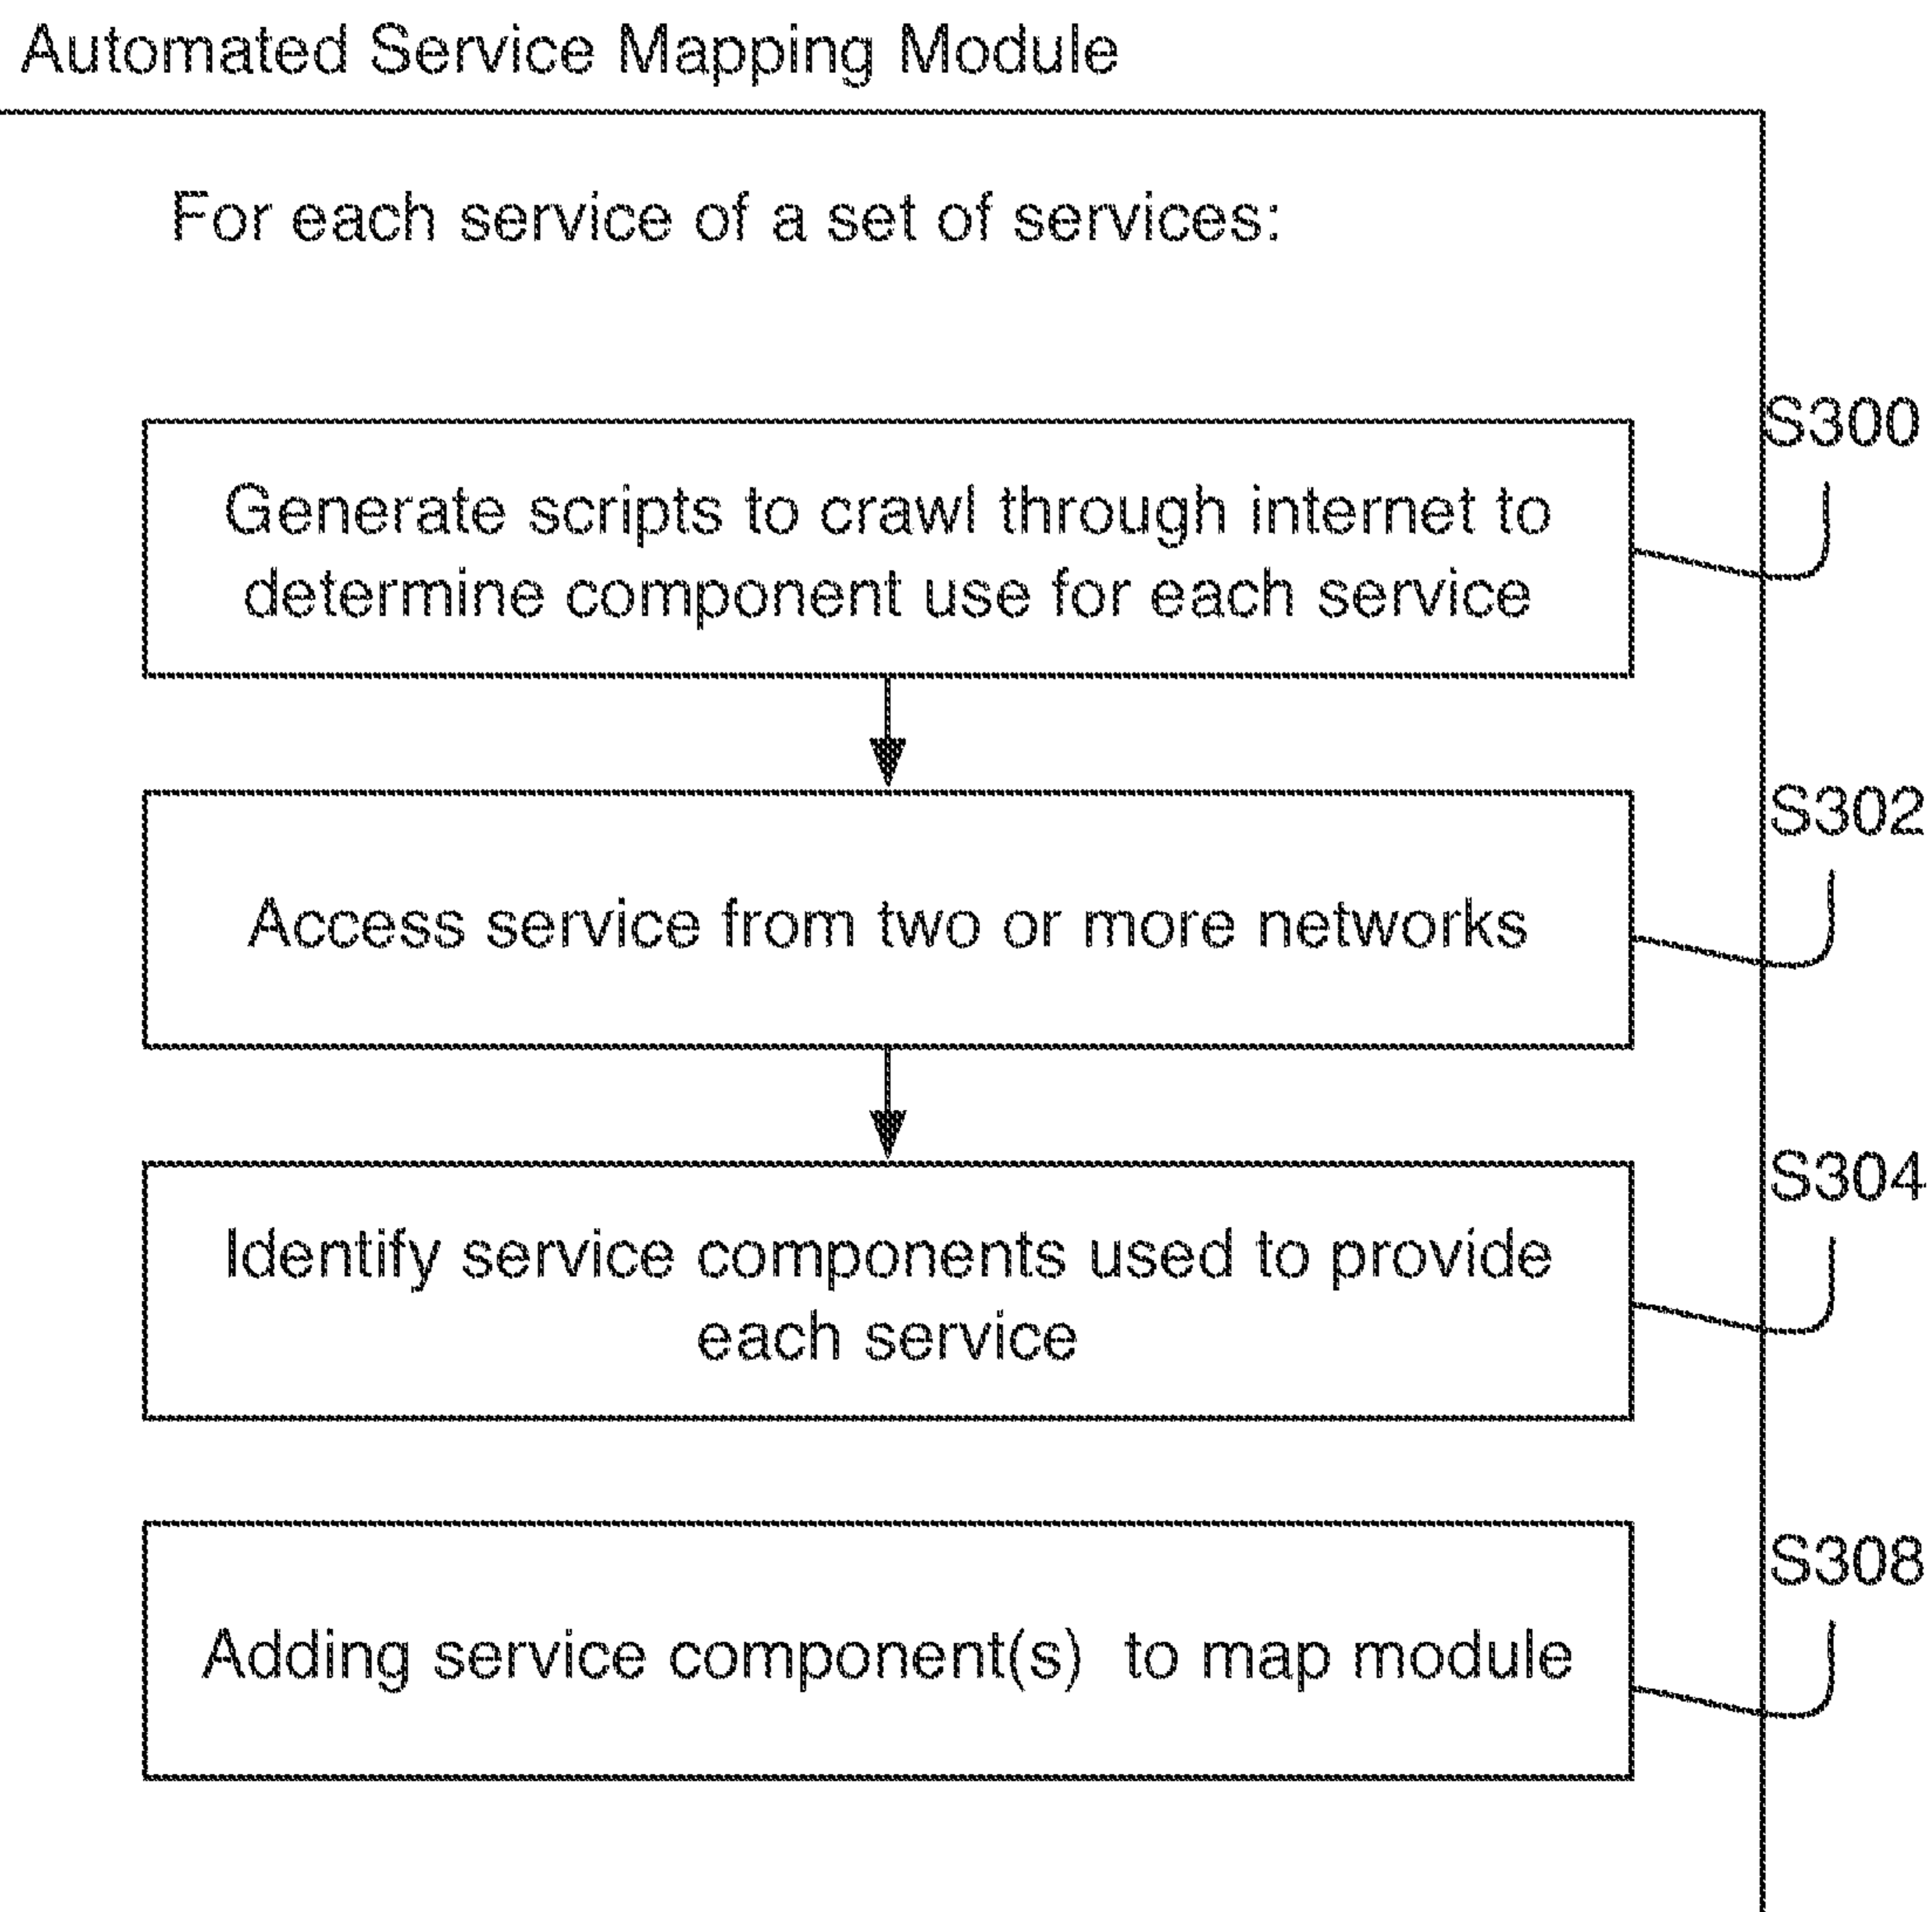 Automated Service Mapping Module
For each service of a set of services:
S300
Generate scripts to crawl through internet to
determine component use for each service
S302
Access service from two or more networks
S304
Identify service components used to provide
each service
S308
Adding service component(s) to map module